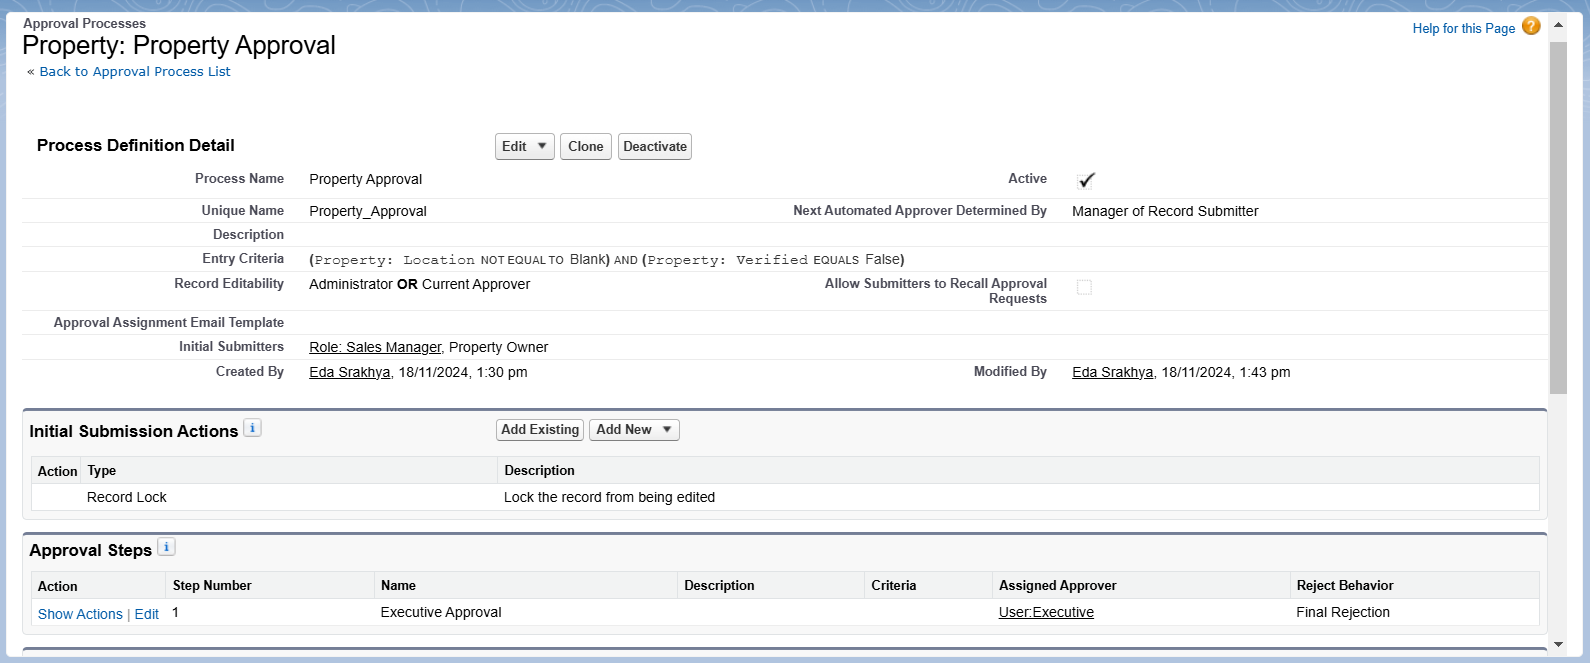 Approval Processes
Property: Property Approval
« Back to Approval Process List
Help for this Page ?
Process Definition Detail
Edit Clone Deactivate
Process Name Property Approval Active
Unique Name Property_Approval Next Automated Approver Determined By Manager of Record Submitter
Description
Entry Criteria (Property: Location NOT EQUAL TO Blank) AND (Property: Verified EQUALS False)
Record Editability Administrator OR Current Approver Allow Submitters to Recall Approval Requests
Approval Assignment Email Template
Initial Submitters Role: Sales Manager, Property Owner
Created By Eda Srakhya, 18/11/2024, 1:30 pm Modified By Eda Srakhya, 18/11/2024, 1:43 pm
Initial Submission Actions i Add Existing Add New
Action Type Description
Record Lock Lock the record from being edited
Approval Steps i
Action Step Number Name Description Criteria Assigned Approver Reject Behavior
Show Actions | Edit 1 Executive Approval User:Executive Final Rejection